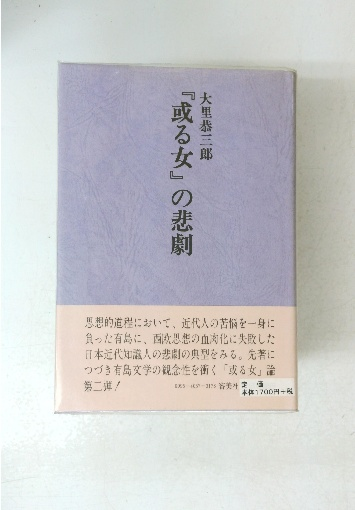 大里恭三郎
『或る女』の悲劇
思想的道程において、近代人の苦悩を一身に
負った有島に、西欧思想の血肉化に失敗した
日本近代知識人の悲劇の典型をみる。先著に
つづき有島文学の観念性を衝く「或る女」論
第二弾！
審美社
定 価
本体1700円+税